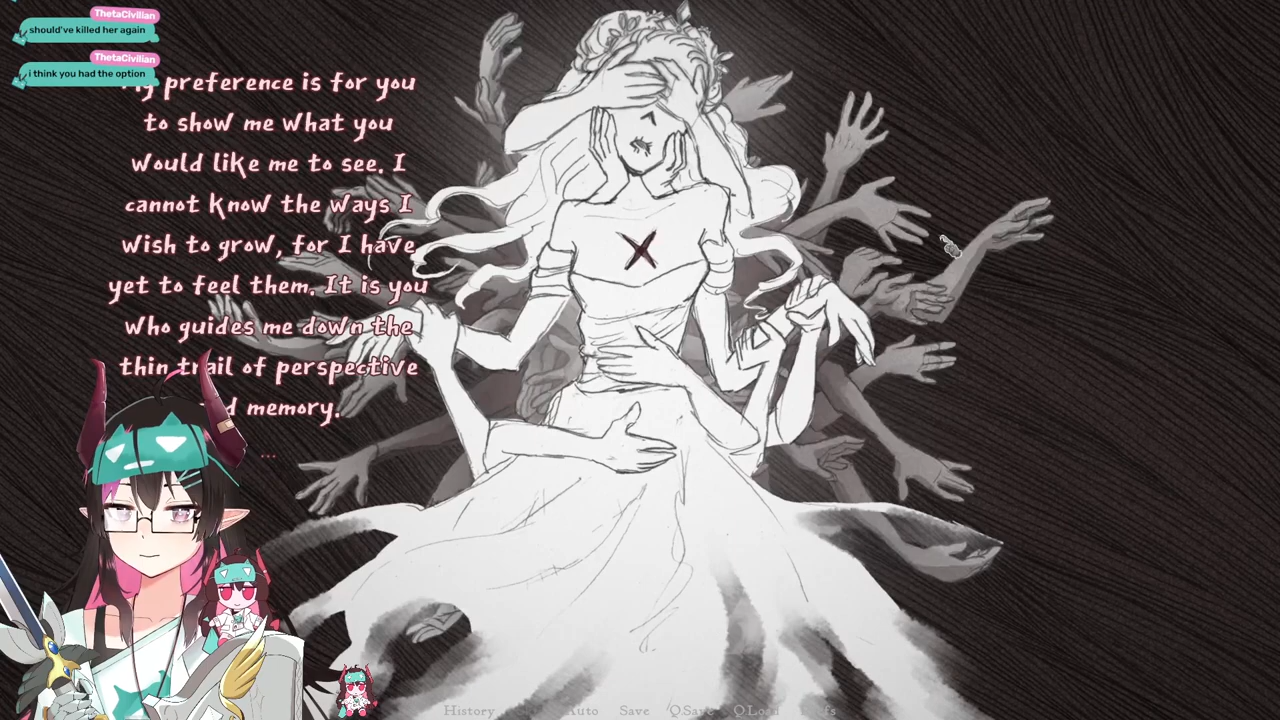 ThetaCivilian
should've killed her again
ThetaCivilian
i think you had the option
preference is for you
to show me what you
would like me to see. I
cannot know the ways I
wish to grow, for I have
yet to feel them. It is you
who guides me down the
thin trail of perspective
memory.
...
History Auto Save Q.Save Q.Load